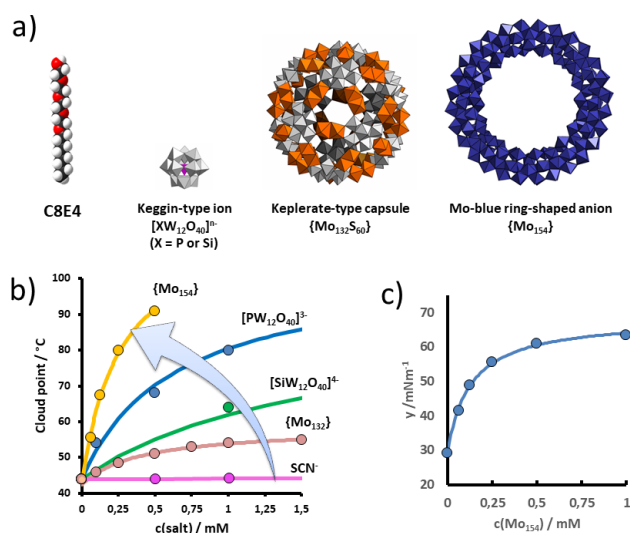 a)
C8E4
Keggin-type ion
[XW₁₂O₄₀]ⁿ⁻
(X = P or Si)
Keplerate-type capsule
{Mo₁₃₂S₆₀}
Mo-blue ring-shaped anion
{Mo₁₅₄}
b)
Cloud point / °C
100
90
80
70
60
50
40
0
0,25
0,5
0,75
1
1,25
1,5
c(salt) / mM
{Mo₁₅₄}
[PW₁₂O₄₀]³⁻
[SiW₁₂O₄₀]⁴⁻
{Mo₁₃₂}
SCN⁻
c)
γ / mNm⁻¹
70
60
50
40
30
20
0
0,25
0,5
0,75
1
c(Mo₁₅₄) / mM